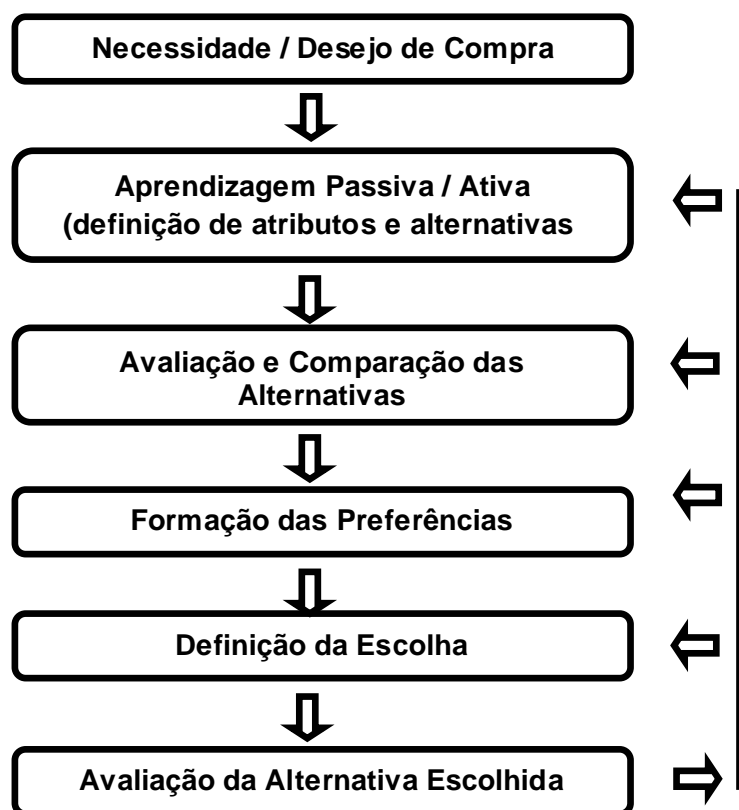 Necessidade / Desejo de Compra
Aprendizagem Passiva / Ativa
(definição de atributos e alternativas
Avaliação e Comparação das
Alternativas
Formação das Preferências
Definição da Escolha
Avaliação da Alternativa Escolhida